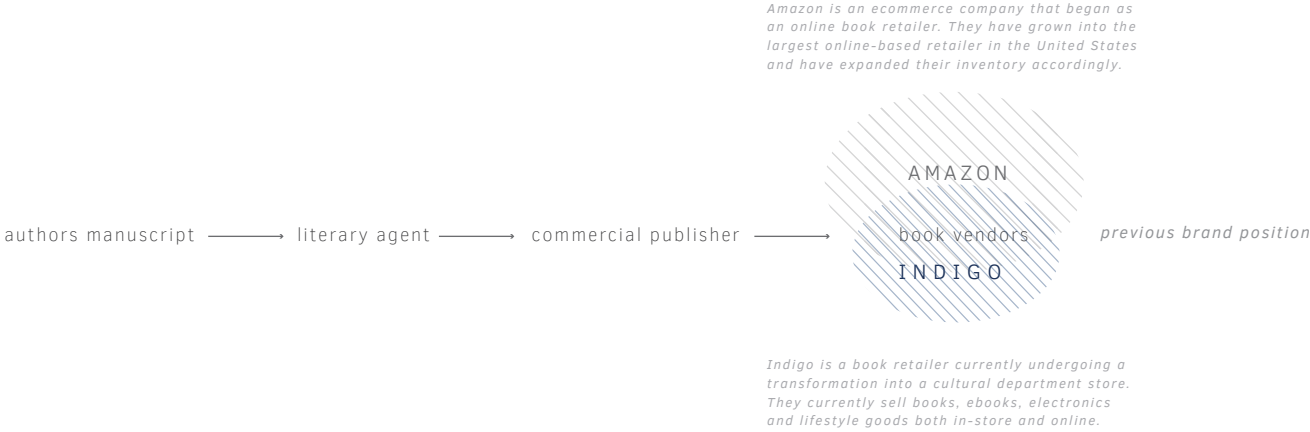 Amazon is an ecommerce company that began as
an online book retailer. They have grown into the
largest online-based retailer in the United States
and have expanded their inventory accordingly.
AMAZON
authors manuscript literary agent commercial publisher book vendors previous brand position
INDIGO
Indigo is a book retailer currently undergoing a
transformation into a cultural department store.
They currently sell books, ebooks, electronics
and lifestyle goods both in-store and online.